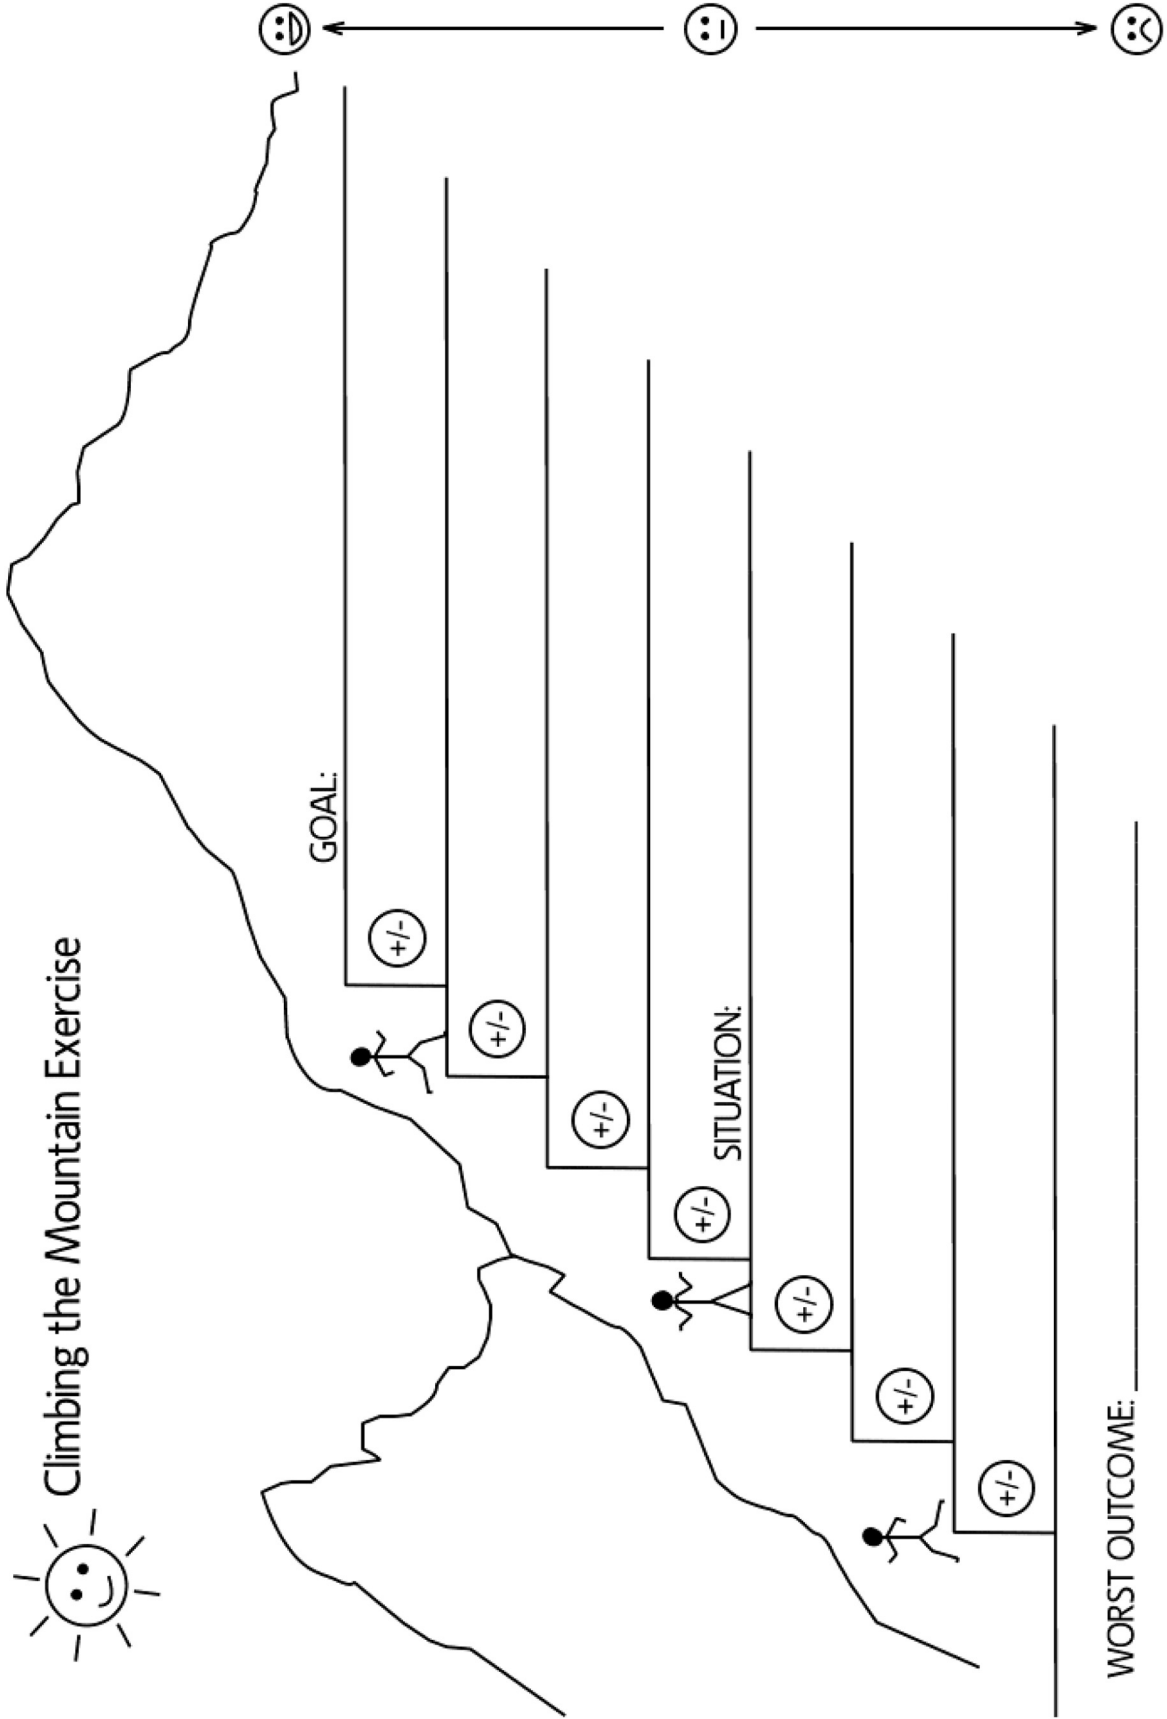 Climbing the Mountain Exercise
GOAL:
+/-
+/-
+/-
SITUATION:
+/-
+/-
+/-
+/-
WORST OUTCOME: